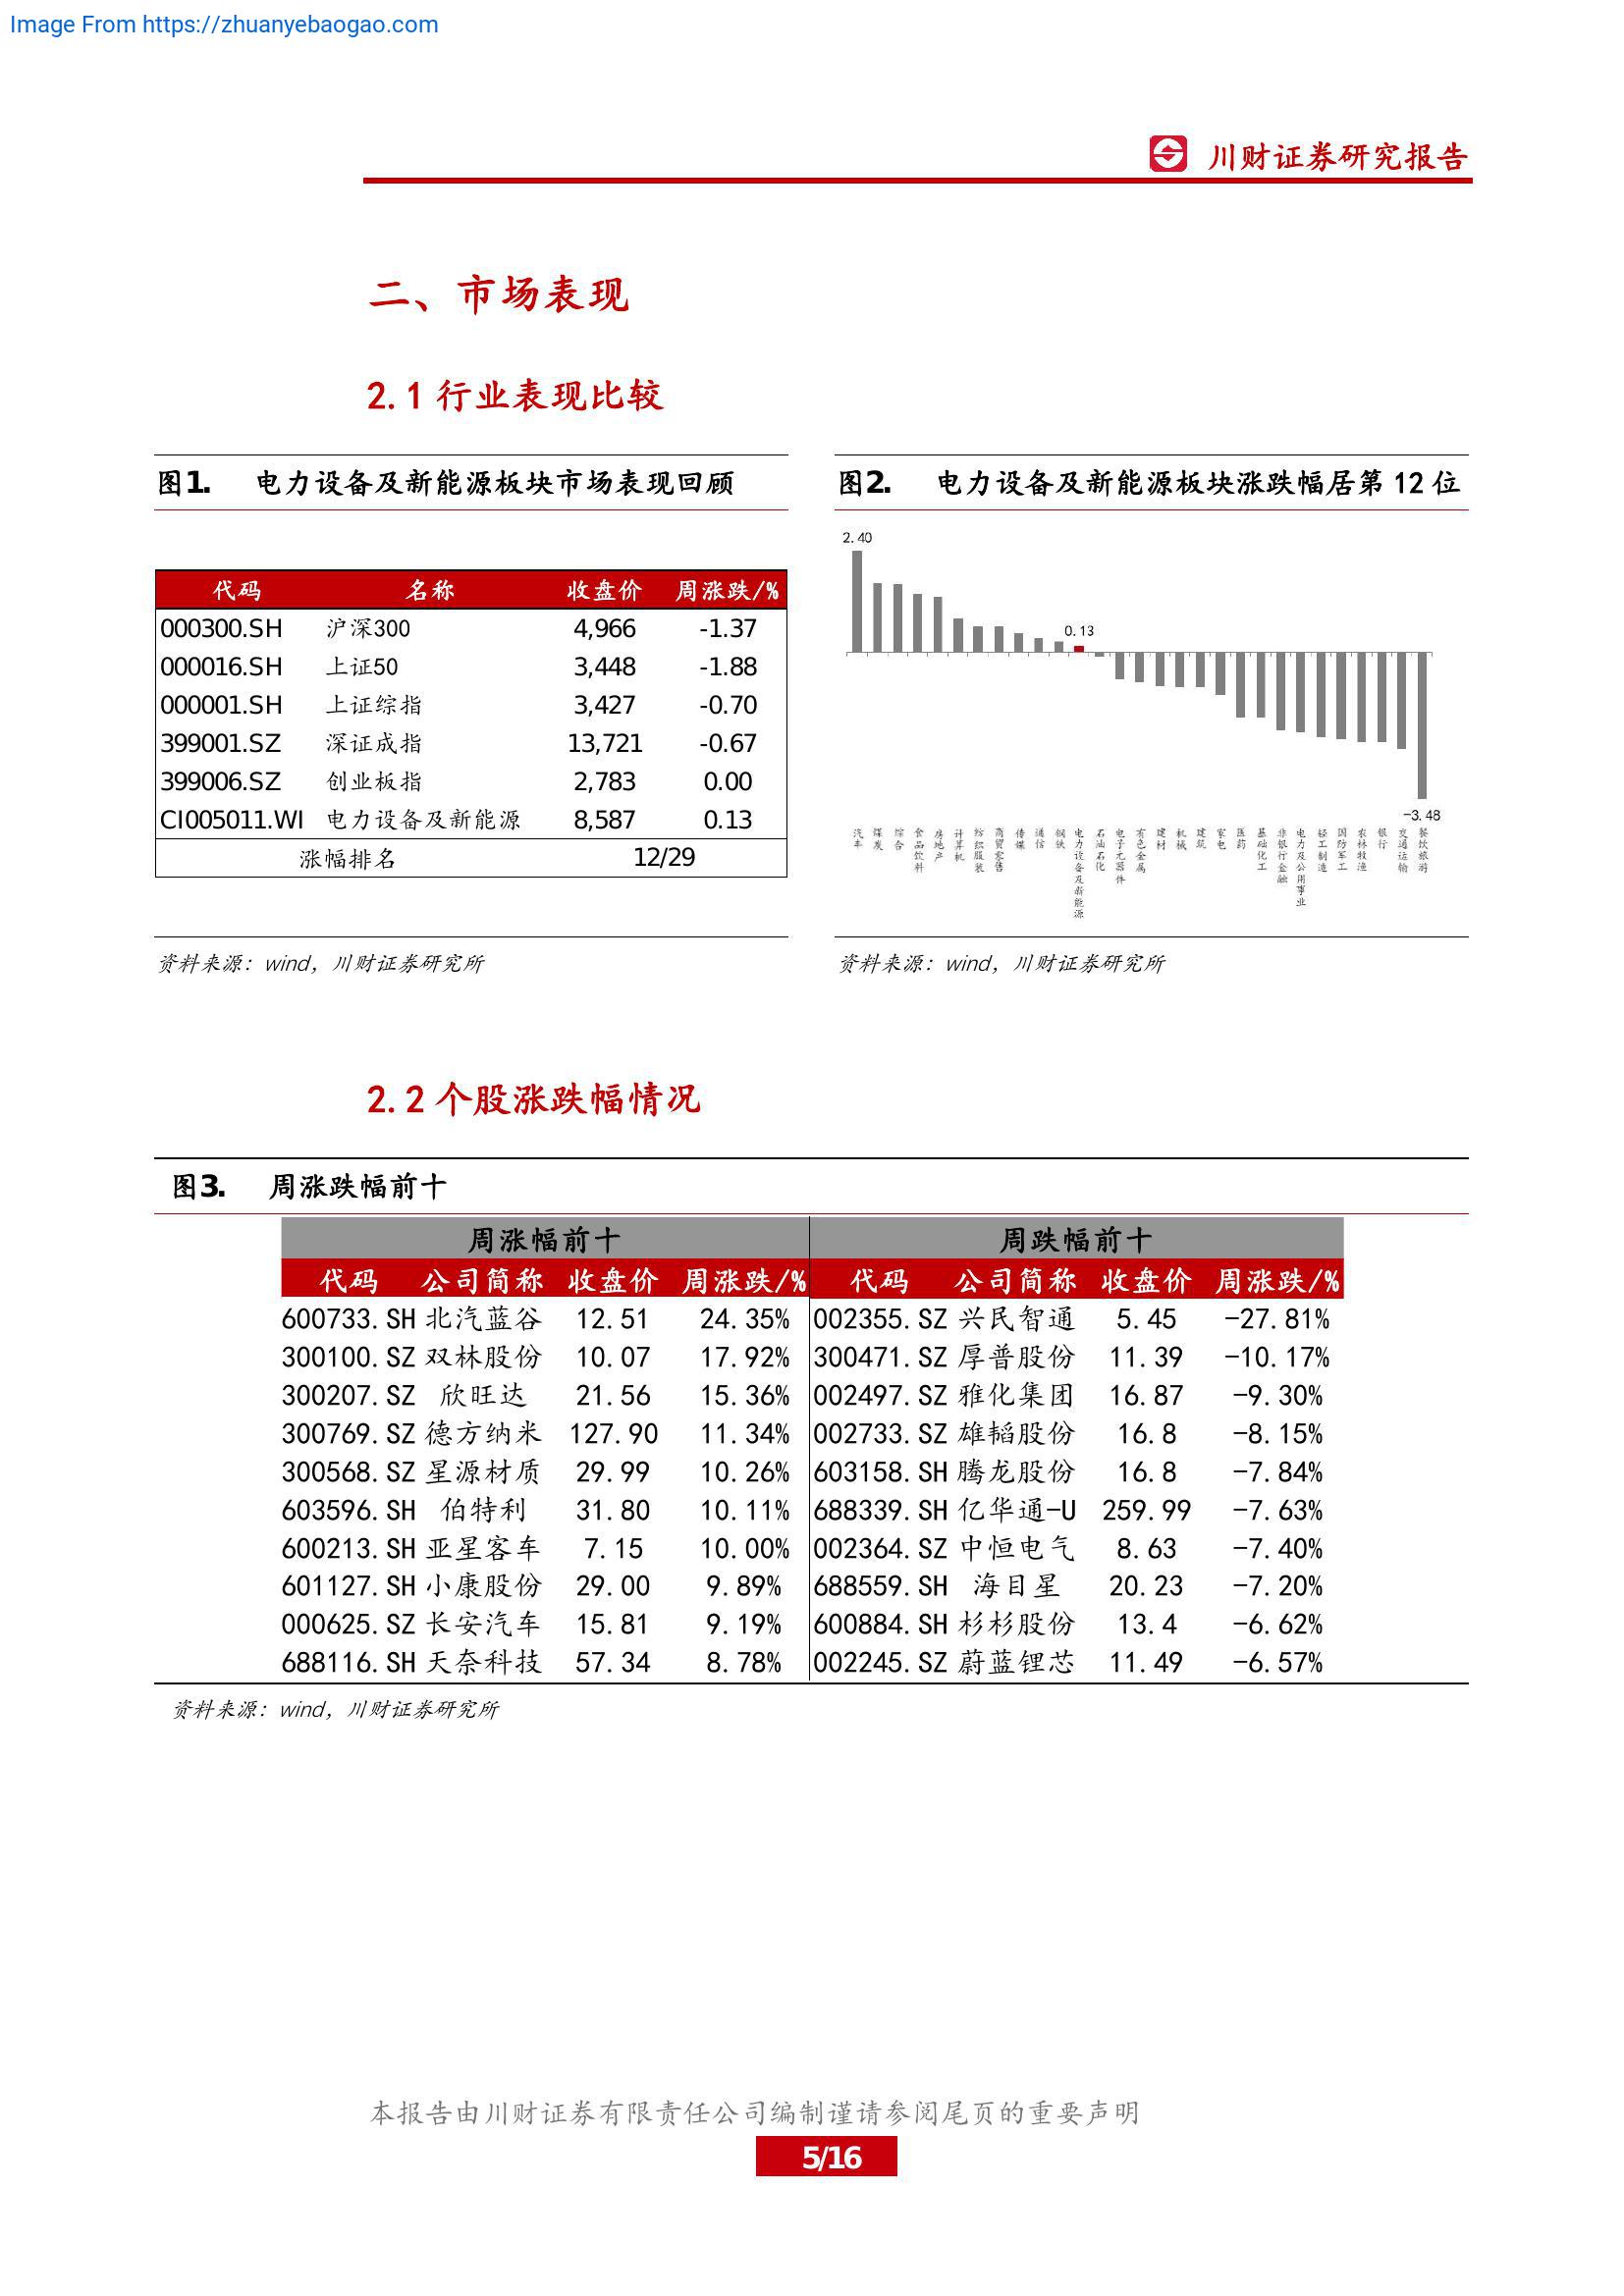 Image From https://zhuanyebaogao.com
川财证券研究报告
二、市场表现
2.1 行业表现比较
图1. 电力设备及新能源板块市场表现回顾
代码 名称 收盘价 周涨跌/%
000300.SH 沪深300 4,966 -1.37
000016.SH 上证50 3,448 -1.88
000001.SH 上证综指 3,427 -0.70
399001.SZ 深证成指 13,721 -0.67
399006.SZ 创业板指 2,783 0.00
CI005011.WI 电力设备及新能源 8,587 0.13
涨幅排名 12/29
资料来源：wind，川财证券研究所
图2. 电力设备及新能源板块涨跌幅居第 12 位
2.40
0.13
-3.48
汽车
煤炭
综合
食品饮料
房地产
计算机
纺织服装
商贸零售
传媒
通信
钢铁
电力设备及新能源
石油石化
电子元器件
有色金属
建材
机械
建筑
家电
医药
基础化工
非银行金融
电力及公用事业
轻工制造
国防军工
农林牧渔
银行
交通运输
餐饮旅游
资料来源：wind，川财证券研究所
2.2 个股涨跌幅情况
图3. 周涨跌幅前十
周涨幅前十 周跌幅前十
代码 公司简称 收盘价 周涨跌/% 代码 公司简称 收盘价 周涨跌/%
600733.SH 北汽蓝谷 12.51 24.35% 002355.SZ 兴民智通 5.45 -27.81%
300100.SZ 双林股份 10.07 17.92% 300471.SZ 厚普股份 11.39 -10.17%
300207.SZ 欣旺达 21.56 15.36% 002497.SZ 雅化集团 16.87 -9.30%
300769.SZ 德方纳米 127.90 11.34% 002733.SZ 雄韬股份 16.8 -8.15%
300568.SZ 星源材质 29.99 10.26% 603158.SH 腾龙股份 16.8 -7.84%
603596.SH 伯特利 31.80 10.11% 688339.SH 亿华通-U 259.99 -7.63%
600213.SH 亚星客车 7.15 10.00% 002364.SZ 中恒电气 8.63 -7.40%
601127.SH 小康股份 29.00 9.89% 688559.SH 海目星 20.23 -7.20%
000625.SZ 长安汽车 15.81 9.19% 600884.SH 杉杉股份 13.4 -6.62%
688116.SH 天奈科技 57.34 8.78% 002245.SZ 蔚蓝锂芯 11.49 -6.57%
资料来源：wind，川财证券研究所
本报告由川财证券有限责任公司编制谨请参阅尾页的重要声明
5/16